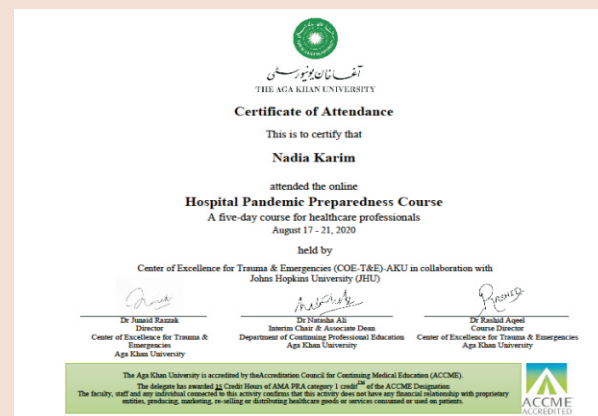 آغا خان یونیورسٹی
THE AGA KHAN UNIVERSITY
Certificate of Attendance
This is to certify that
Nadia Karim
attended the online
Hospital Pandemic Preparedness Course
A five-day course for healthcare professionals
August 17 - 21, 2020
held by
Center of Excellence for Trauma & Emergencies (COE-T&E)-AKU in collaboration with
Johns Hopkins University (JHU)
Dr Junaid Razzak
Director
Center of Excellence for Trauma &
Emergencies
Aga Khan University
Dr Natasha Ali
Interim Chair & Associate Dean
Department of Continuing Professional Education
Aga Khan University
Dr Rashid Aqeel
Course Director
Center of Excellence for Trauma & Emergencies
Aga Khan University
The Aga Khan University is accredited by theAccreditation Council for Continuing Medical Education (ACCME).
The delegate has awarded 15 Credit Hours of AMA PRA category 1 credit TM of the ACCME Designation
The faculty, staff and any individual connected to this activity confirms that this activity does not have any financial relationship with proprietary
entities, producing, marketing, re-selling or distributing healthcare goods or services consumed or used on patients.
ACCME
ACCREDITED